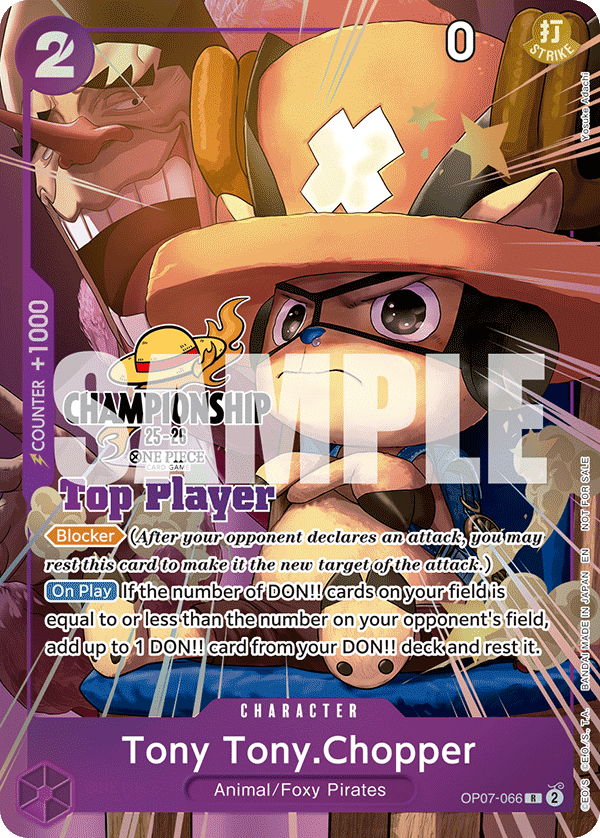 2
0
打
STRIKE
Yosuke Adachi
COUNTER +1000
SAMPLE
CHAMPIONSHIP
25-26
ONE PIECE
CARD GAME
Top Player
Blocker (After your opponent declares an attack, you may
rest this card to make it the new target of the attack.)
On Play If the number of DON!! cards on your field is
equal to or less than the number on your opponent's field,
add up to 1 DON!! card from your DON!! deck and rest it.
CHARACTER
Tony Tony.Chopper
Animal/Foxy Pirates
OP07-066 R 2
©E.O/S ©E.O./S., T.A. BANDAI MADE IN JAPAN EN NOT FOR SALE